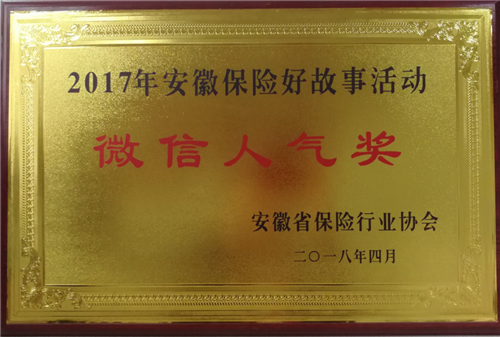 2017年安徽保险好故事活动
微信人气奖
安徽省保险行业协会
二〇一八年四月